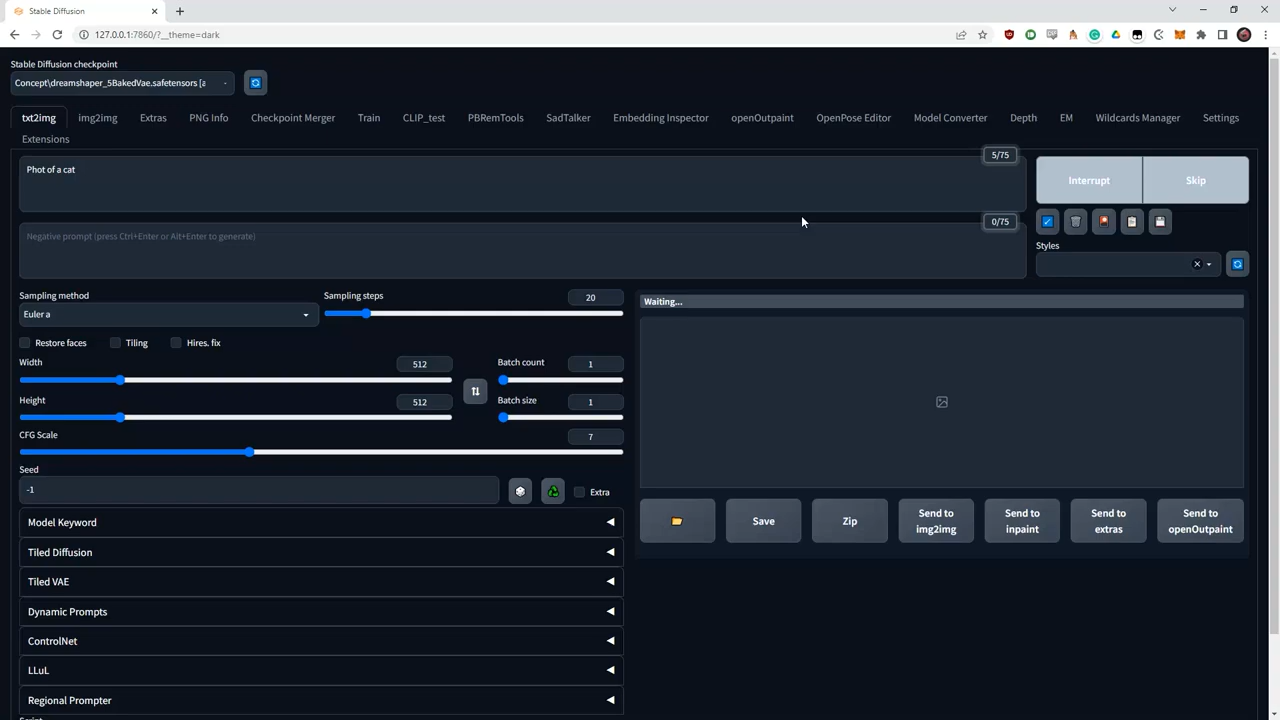 Stable Diffusion
127.0.0.1:7860/?__theme=dark
Stable Diffusion checkpoint
Concept\dreamshaper_5BakedVae.safetensors [a
txt2img img2img Extras PNG Info Checkpoint Merger Train CLIP_test PBRemTools SadTalker Embedding Inspector openOutpaint OpenPose Editor Model Converter Depth EM Wildcards Manager Settings
Extensions
5/75
Phot of a cat
Interrupt Skip
0/75
Negative prompt (press Ctrl+Enter or Alt+Enter to generate)
Styles
Sampling method Sampling steps 20
Euler a
Waiting...
Restore faces Tiling Hires. fix
Width 512 Batch count 1
Height 512 Batch size 1
CFG Scale 7
Seed
-1
Extra
Save Zip Send to img2img Send to inpaint Send to extras Send to openOutpaint
Model Keyword
Tiled Diffusion
Tiled VAE
Dynamic Prompts
ControlNet
LLuL
Regional Prompter